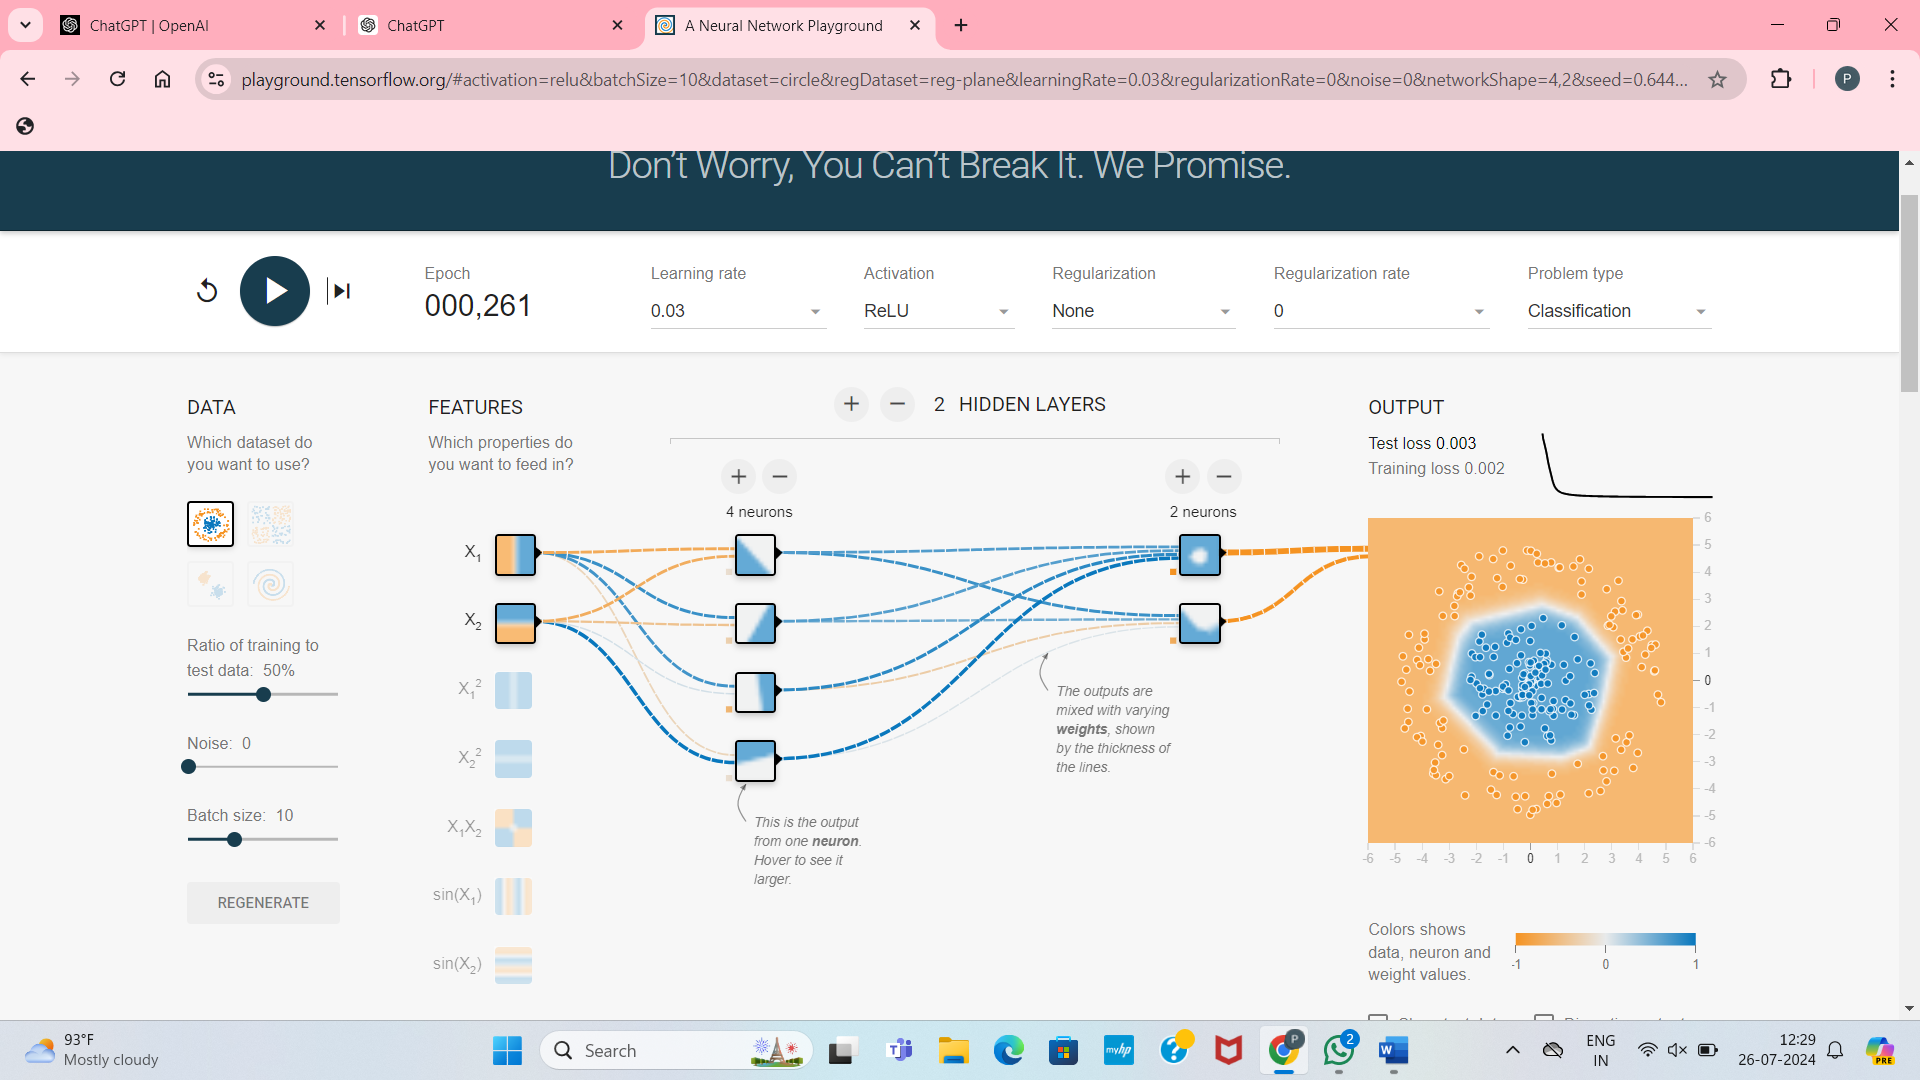 ChatGPT | OpenAI
ChatGPT
A Neural Network Playground
playground.tensorflow.org/#activation=relu&batchSize=10&dataset=circle&regDataset=reg-plane&learningRate=0.03&regularizationRate=0&noise=0&networkShape=4,2&seed=0.644...
P
Don't Worry, You Can't Break It. We Promise.
Epoch
000,261
Learning rate
0.03
Activation
ReLU
Regularization
None
Regularization rate
0
Problem type
Classification
DATA
Which dataset do
you want to use?
Ratio of training to
test data: 50%
Noise: 0
Batch size: 10
REGENERATE
FEATURES
Which properties do
you want to feed in?
X1
X2
X1²
X2²
X1X2
sin(X1)
sin(X2)
+ − 2 HIDDEN LAYERS
+ −
4 neurons
+ −
2 neurons
This is the output
from one neuron.
Hover to see it
larger.
The outputs are
mixed with varying
weights, shown
by the thickness of
the lines.
OUTPUT
Test loss 0.003
Training loss 0.002
6
5
4
3
2
1
0
-1
-2
-3
-4
-5
-6
-6 -5 -4 -3 -2 -1 0 1 2 3 4 5 6
Colors shows
data, neuron and
weight values.
-1 0 1
93°F
Mostly cloudy
Search
myhp
P
2
W
ENG
IN
12:29
26-07-2024
PRE